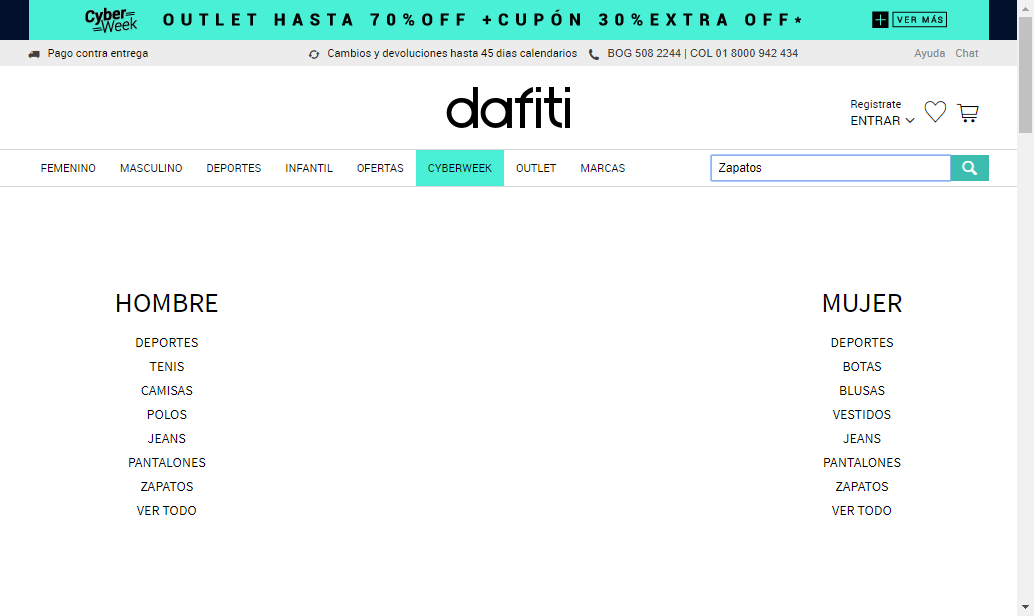 Cyber Week OUTLET HASTA 70%OFF +CUPÓN 30%EXTRA OFF* VER MÁS
Pago contra entrega Cambios y devoluciones hasta 45 dias calendarios BOG 508 2244 | COL 01 8000 942 434 Ayuda Chat
dafiti
Registrate
ENTRAR
FEMENINO MASCULINO DEPORTES INFANTIL OFERTAS CYBERWEEK OUTLET MARCAS Zapatos
HOMBRE
DEPORTES
TENIS
CAMISAS
POLOS
JEANS
PANTALONES
ZAPATOS
VER TODO
MUJER
DEPORTES
BOTAS
BLUSAS
VESTIDOS
JEANS
PANTALONES
ZAPATOS
VER TODO